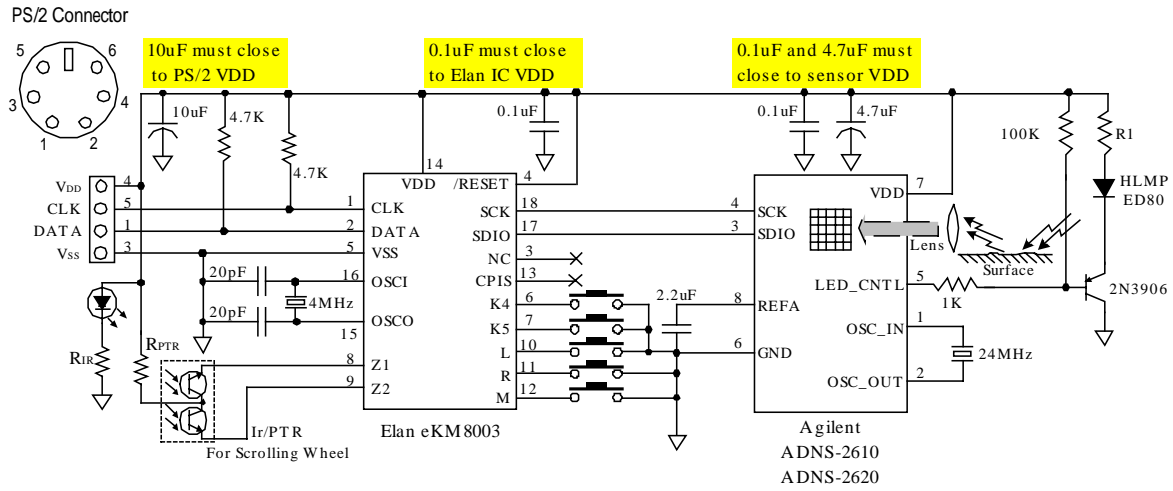 PS/2 Connector
5
6
3
4
1
2
10uF must close
to PS/2 VDD
0.1uF must close
to Elan IC VDD
0.1uF and 4.7uF must
close to sensor VDD
10uF
4.7K
4.7K
0.1uF
0.1uF
4.7uF
100K
R1
HLMP
ED80
VDD 4
CLK 5
DATA 1
VSS 3
14
VDD
/RESET 4
1 CLK
2 DATA
5 VSS
16 OSCI
OSCO
15
8 Z1
9 Z2
SCK 18
SDIO 17
NC 3
CPIS 13
K4 6
K5 7
L 10
R 11
M 12
20pF
20pF
4MHz
RIR
RPTR
Ir/PTR
For Scrolling Wheel
Elan eKM8003
2.2uF
4 SCK
3 SDIO
8 REFA
6 GND
VDD 7
LED_CNTL 5
OSC_IN 1
OSC_OUT 2
Lens
Surface
1K
2N3906
24MHz
Agilent
ADNS-2610
ADNS-2620